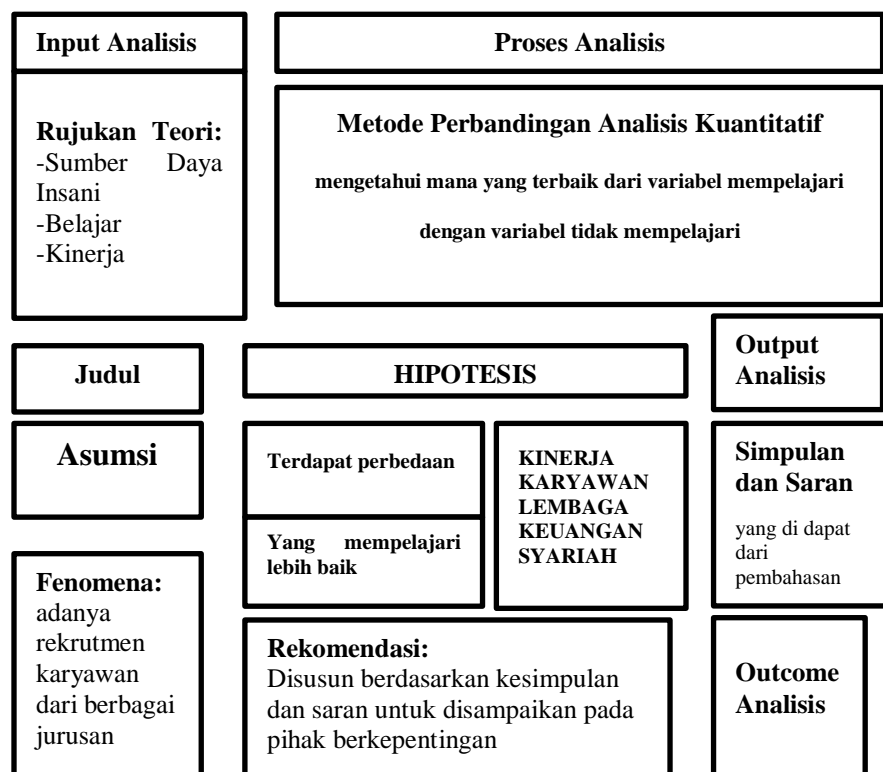 Input Analisis
Proses Analisis
Rujukan Teori:
-Sumber Daya
Insani
-Belajar
-Kinerja
Metode Perbandingan Analisis Kuantitatif
mengetahui mana yang terbaik dari variabel mempelajari
dengan variabel tidak mempelajari
Judul
HIPOTESIS
Output
Analisis
Asumsi
Terdapat perbedaan
Yang mempelajari
lebih baik
KINERJA
KARYAWAN
LEMBAGA
KEUANGAN
SYARIAH
Simpulan
dan Saran
yang di dapat
dari
pembahasan
Fenomena:
adanya
rekrutmen
karyawan
dari berbagai
jurusan
Rekomendasi:
Disusun berdasarkan kesimpulan
dan saran untuk disampaikan pada
pihak berkepentingan
Outcome
Analisis